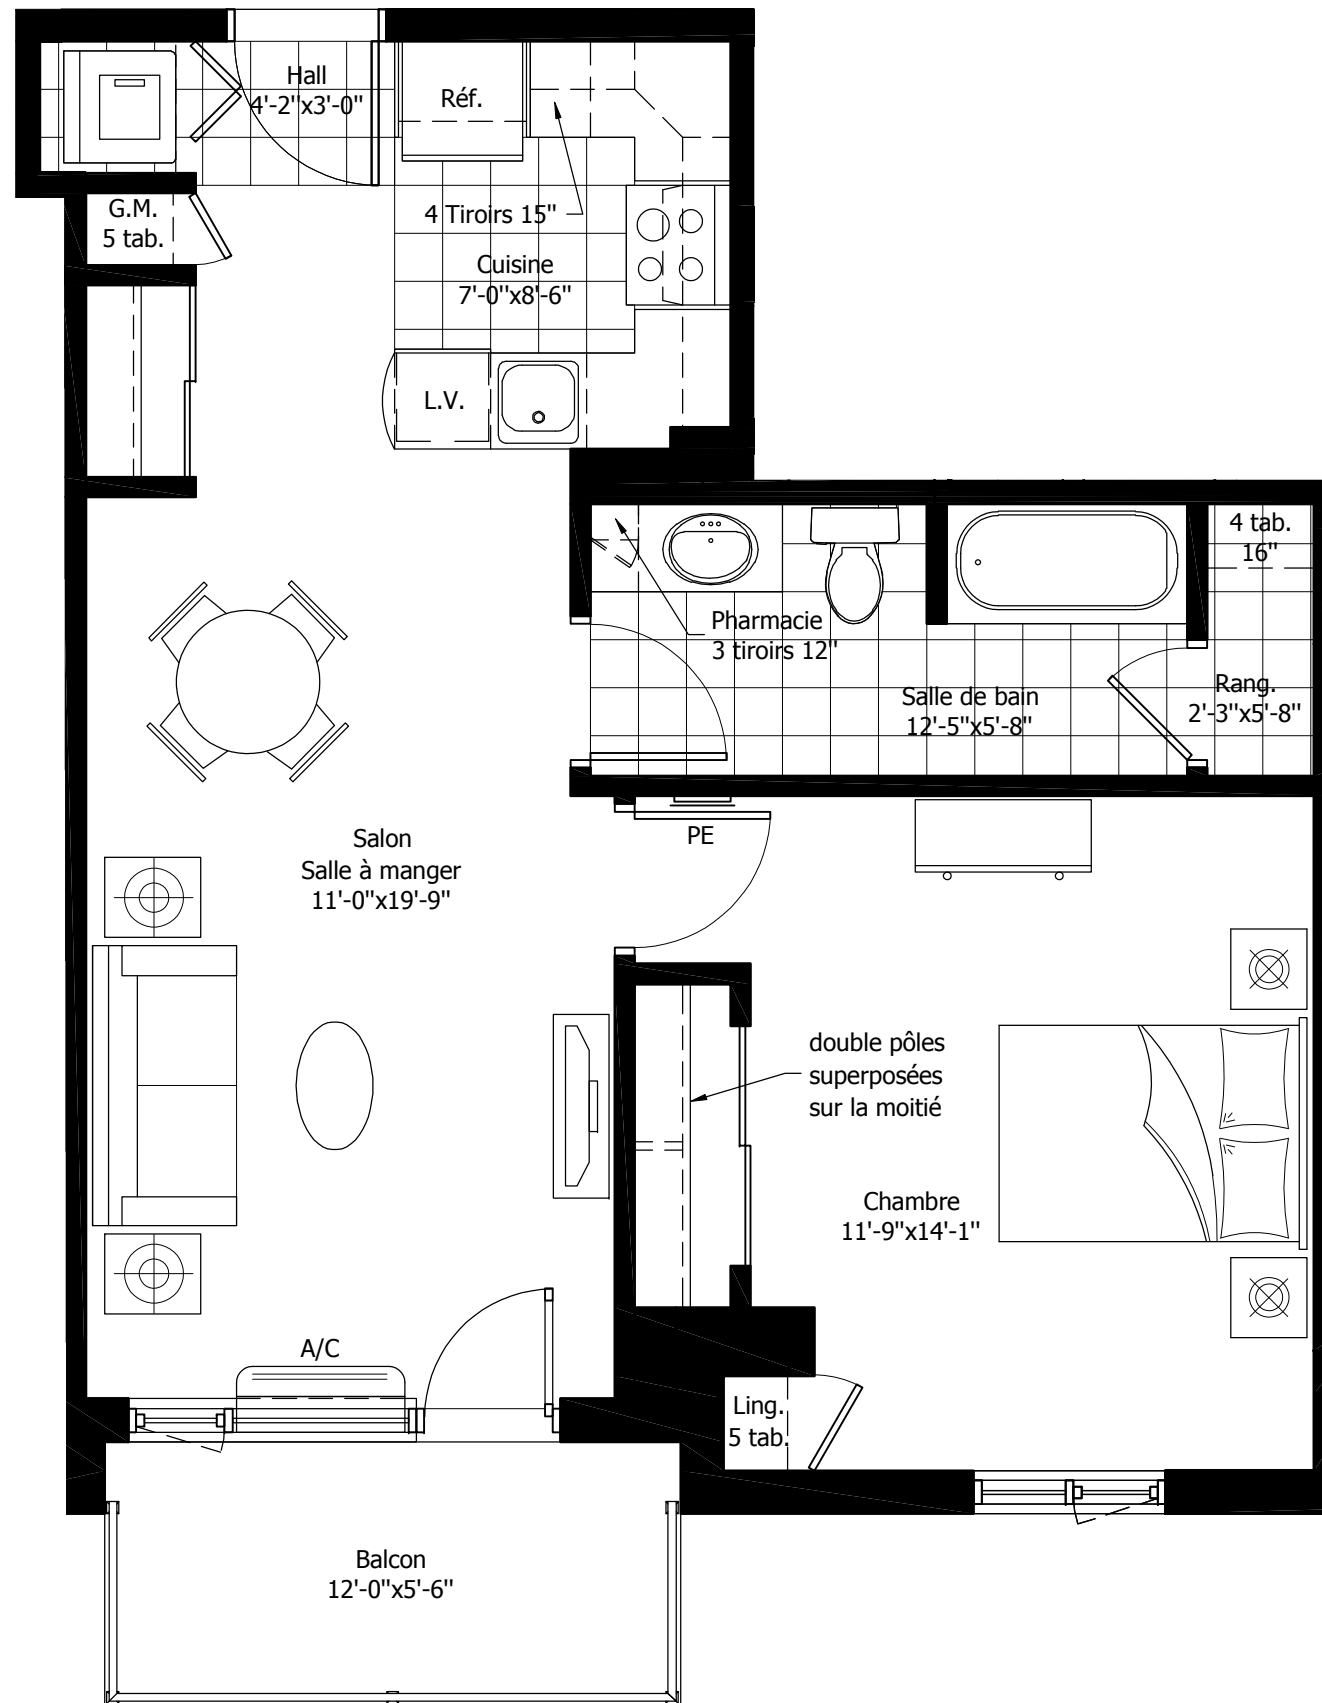 Hall
4'-2"x3'-0"
Réf.
G.M.
5 tab.
4 Tiroirs 15"
Cuisine
7'-0"x8'-6"
L.V.
4 tab.
16"
Pharmacie
3 tiroirs 12"
Salle de bain
12'-5"x5'-8"
Rang.
2'-3"x5'-8"
PE
Salon
Salle à manger
11'-0"x19'-9"
double pôles
superposées
sur la moitié
Chambre
11'-9"x14'-1"
A/C
Ling.
5 tab.
Balcon
12'-0"x5'-6"